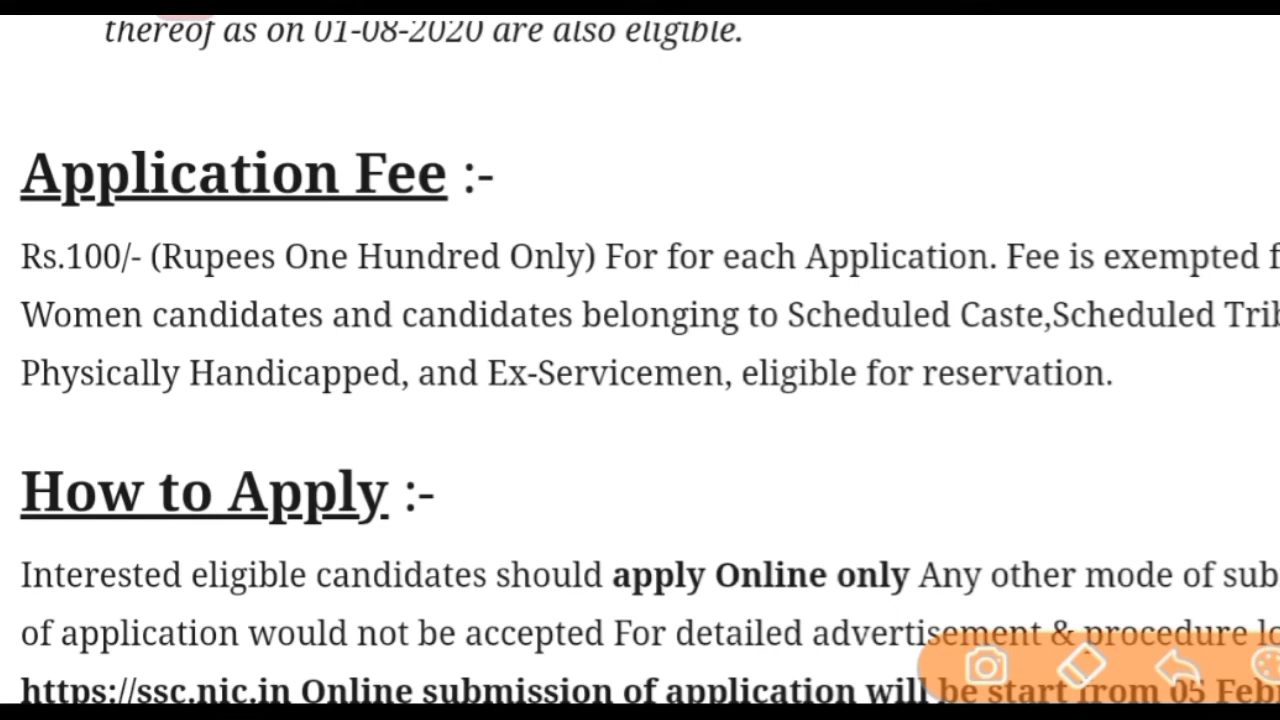 thereof as on 01-08-2020 are also eligible.
Application Fee :-
Rs.100/- (Rupees One Hundred Only) For for each Application. Fee is exempted f
Women candidates and candidates belonging to Scheduled Caste,Scheduled Trib
Physically Handicapped, and Ex-Servicemen, eligible for reservation.
How to Apply :-
Interested eligible candidates should apply Online only Any other mode of sub
of application would not be accepted For detailed advertisement & procedure lo
https://ssc.nic.in Online submission of application will be start from 05 Feb